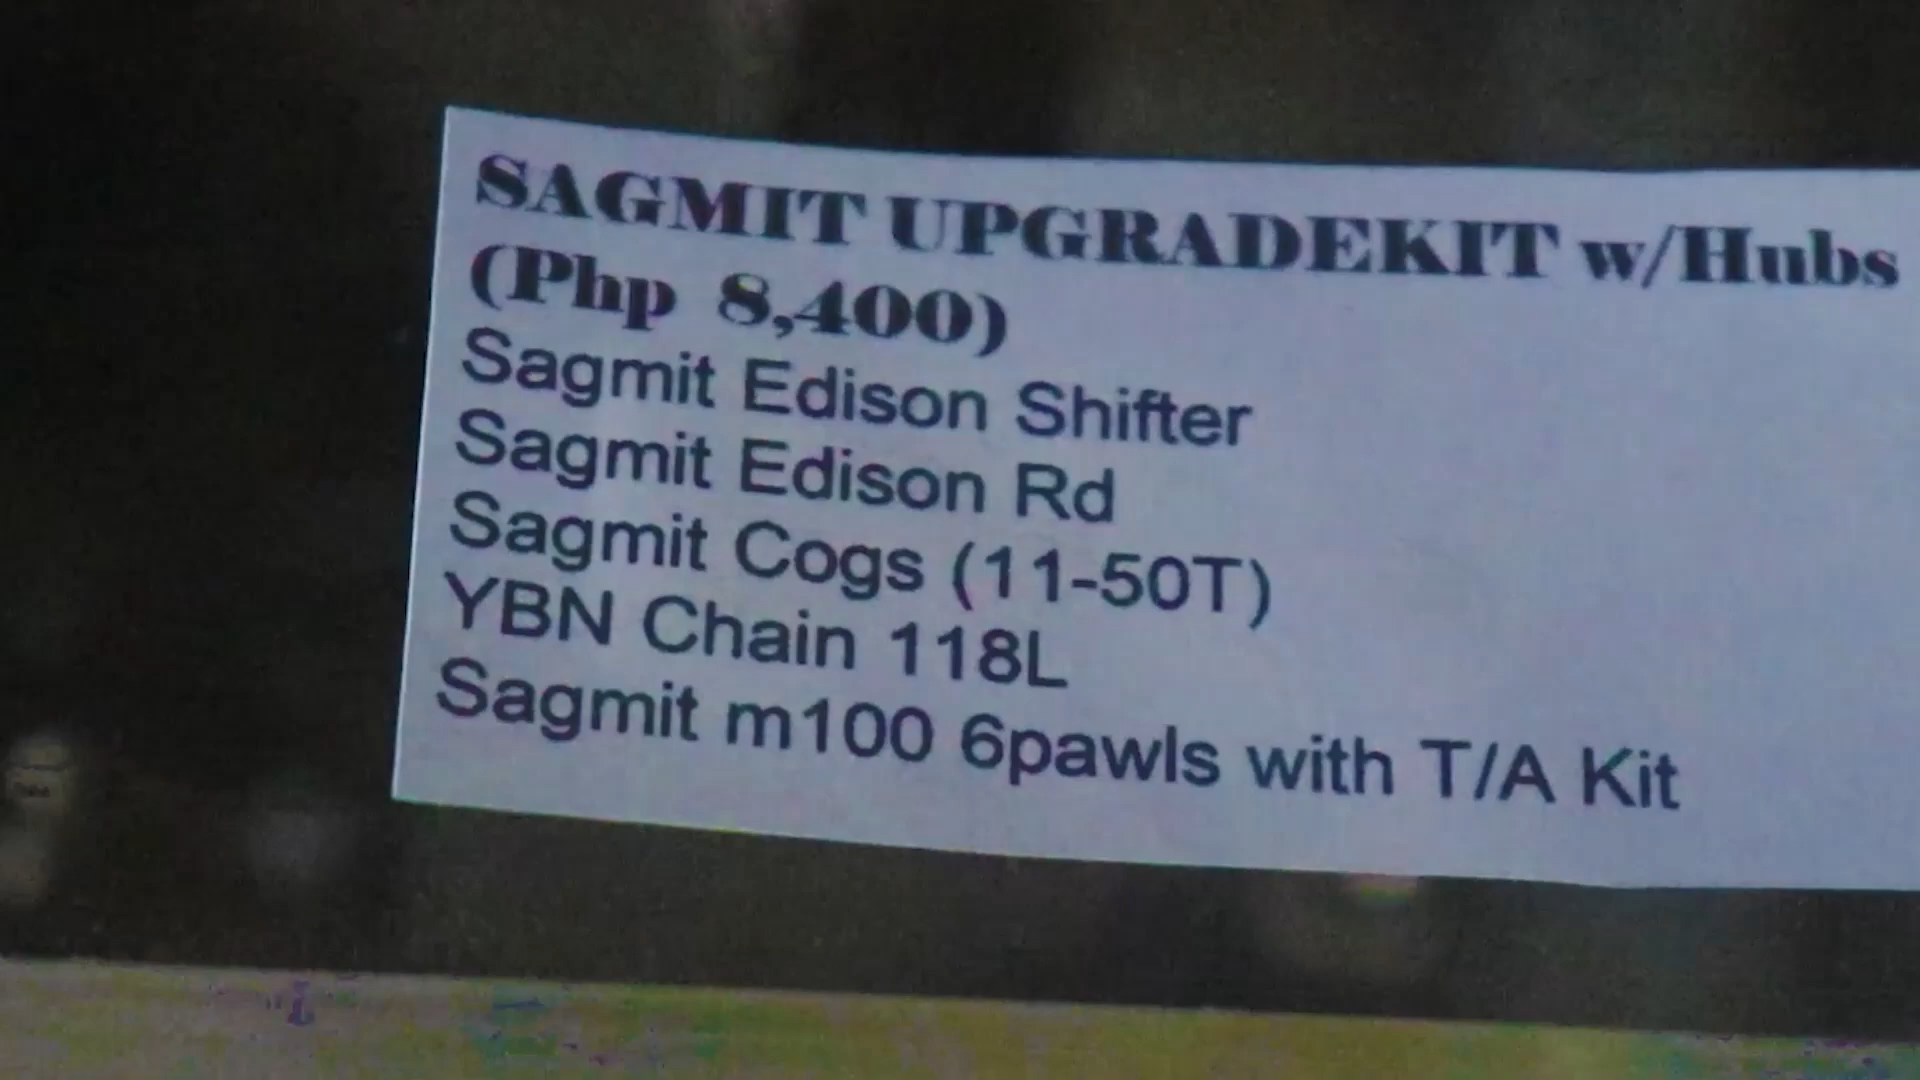 SAGMIT UPGRADEKIT w/Hubs
(Php 8,400)
Sagmit Edison Shifter
Sagmit Edison Rd
Sagmit Cogs (11-50T)
YBN Chain 118L
Sagmit m100 6pawls with T/A Kit